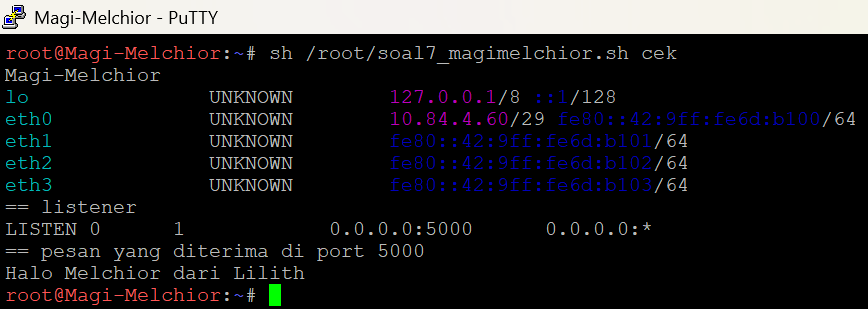 Magi-Melchior - PuTTY
root@Magi-Melchior:~# sh /root/soal7_magimelchior.sh cek
Magi-Melchior
lo UNKNOWN 127.0.0.1/8 ::1/128
eth0 UNKNOWN 10.84.4.60/29 fe80::42:9ff:fe6d:b100/64
eth1 UNKNOWN fe80::42:9ff:fe6d:b101/64
eth2 UNKNOWN fe80::42:9ff:fe6d:b102/64
eth3 UNKNOWN fe80::42:9ff:fe6d:b103/64
== listener
LISTEN 0 1 0.0.0.0:5000 0.0.0.0:*
== pesan yang diterima di port 5000
Halo Melchior dari Lilith
root@Magi-Melchior:~#